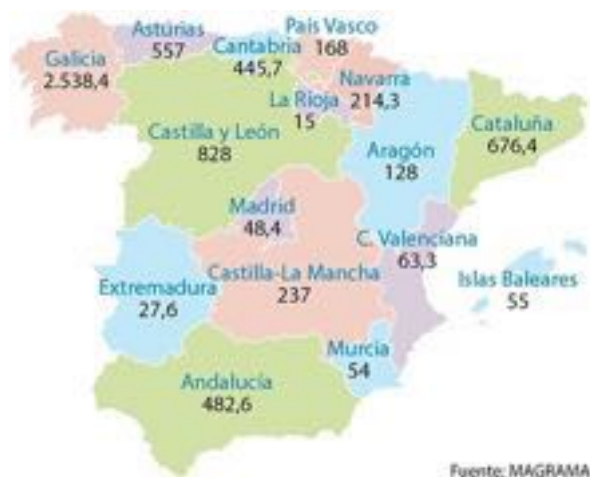 Asturias
557
País Vasco
168
Cantabria
445,7
Galicia
2.538,4
Navarra
214,3
La Rioja
15
Cataluña
676,4
Castilla y León
828
Aragón
128
Madrid
48,4
C. Valenciana
63,3
Castilla-La Mancha
237
Islas Baleares
55
Extremadura
27,6
Murcia
54
Andalucía
482,6
Fuente: MAGRAMA